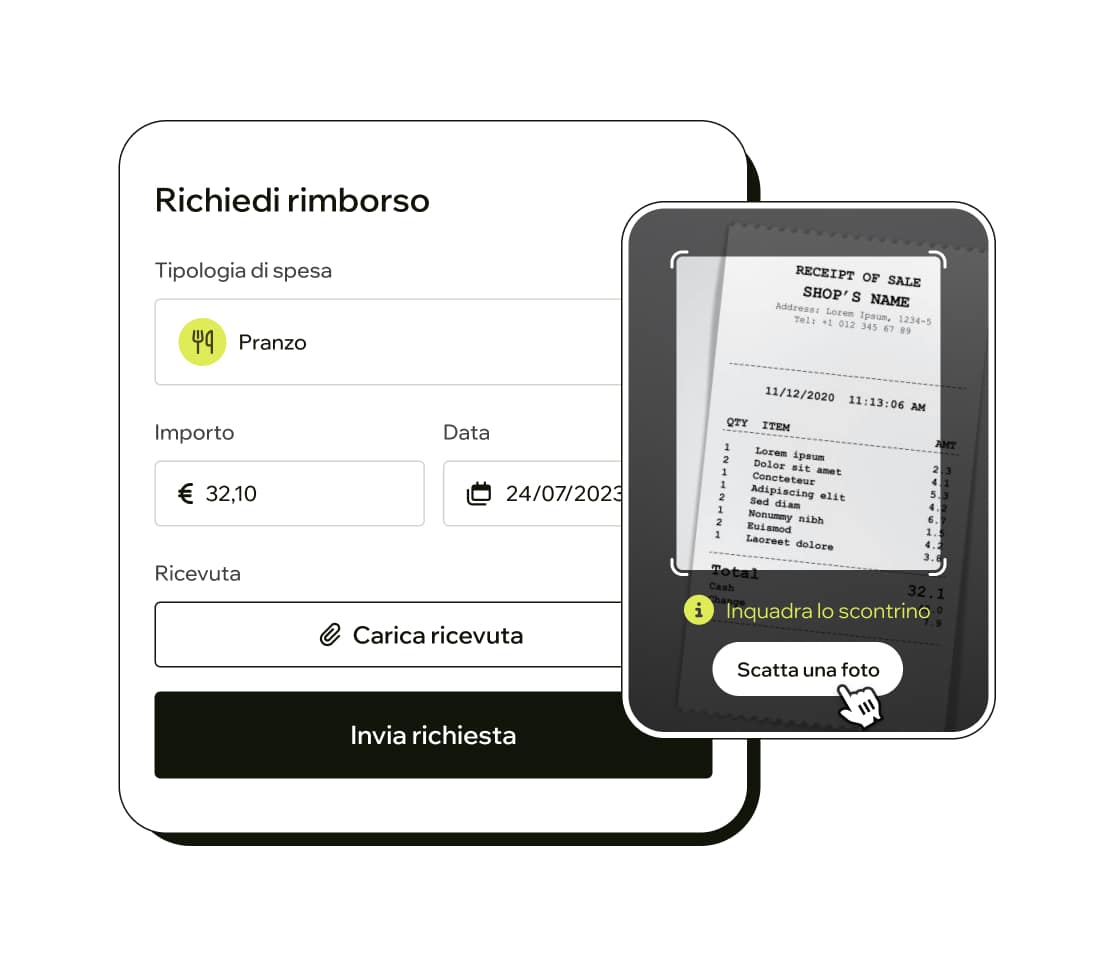 Richiedi rimborso
Tipologia di spesa
Pranzo
Importo
Data
€ 32,10
24/07/2023
Ricevuta
Carica ricevuta
Invia richiesta
RECEIPT OF SALE
SHOP'S NAME
Address: Lorem Ipsum, 1234-5
Tel: +1 012 345 67 89
11/12/2020 11:13:06 AM
QTY ITEM AMT
1 Lorem ipsum 2.3
2 Dolor sit amet 4.1
1 Concteteur 5.3
1 Adipiscing elit 4.2
2 Sed diam 6.7
1 Nonummy nibh 1.5
2 Euismod 4.2
1 Laoreet dolore 3.8
Total 32.1
Cash
Change
Inquadra lo scontrino
Scatta una foto